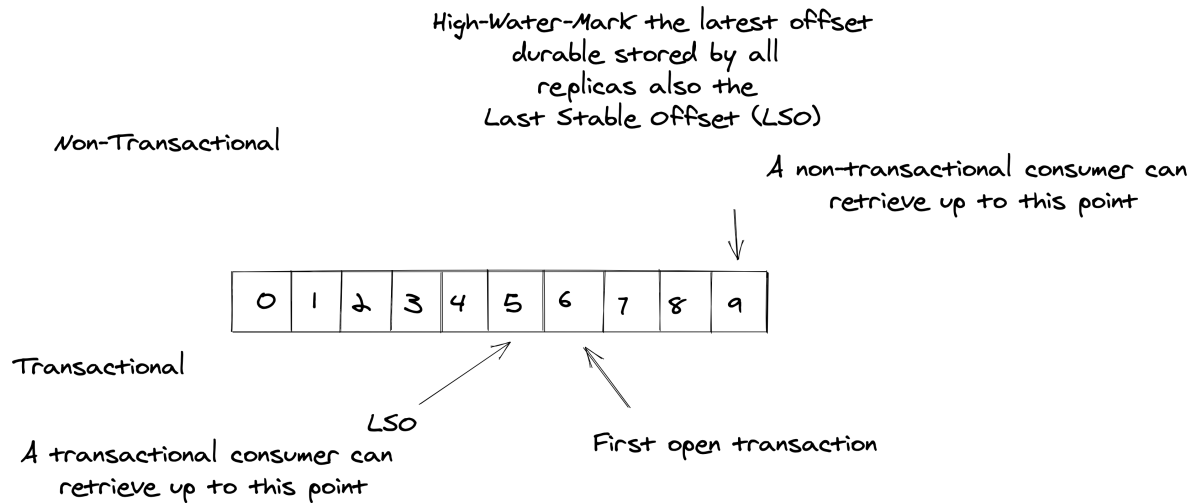 High-Water-Mark the latest offset
durable stored by all
replicas also the
Last Stable Offset (LSO)
Non-Transactional
A non-transactional consumer can
retrieve up to this point
0 1 2 3 4 5 6 7 8 9
Transactional
LSO
A transactional consumer can
retrieve up to this point
First open transaction